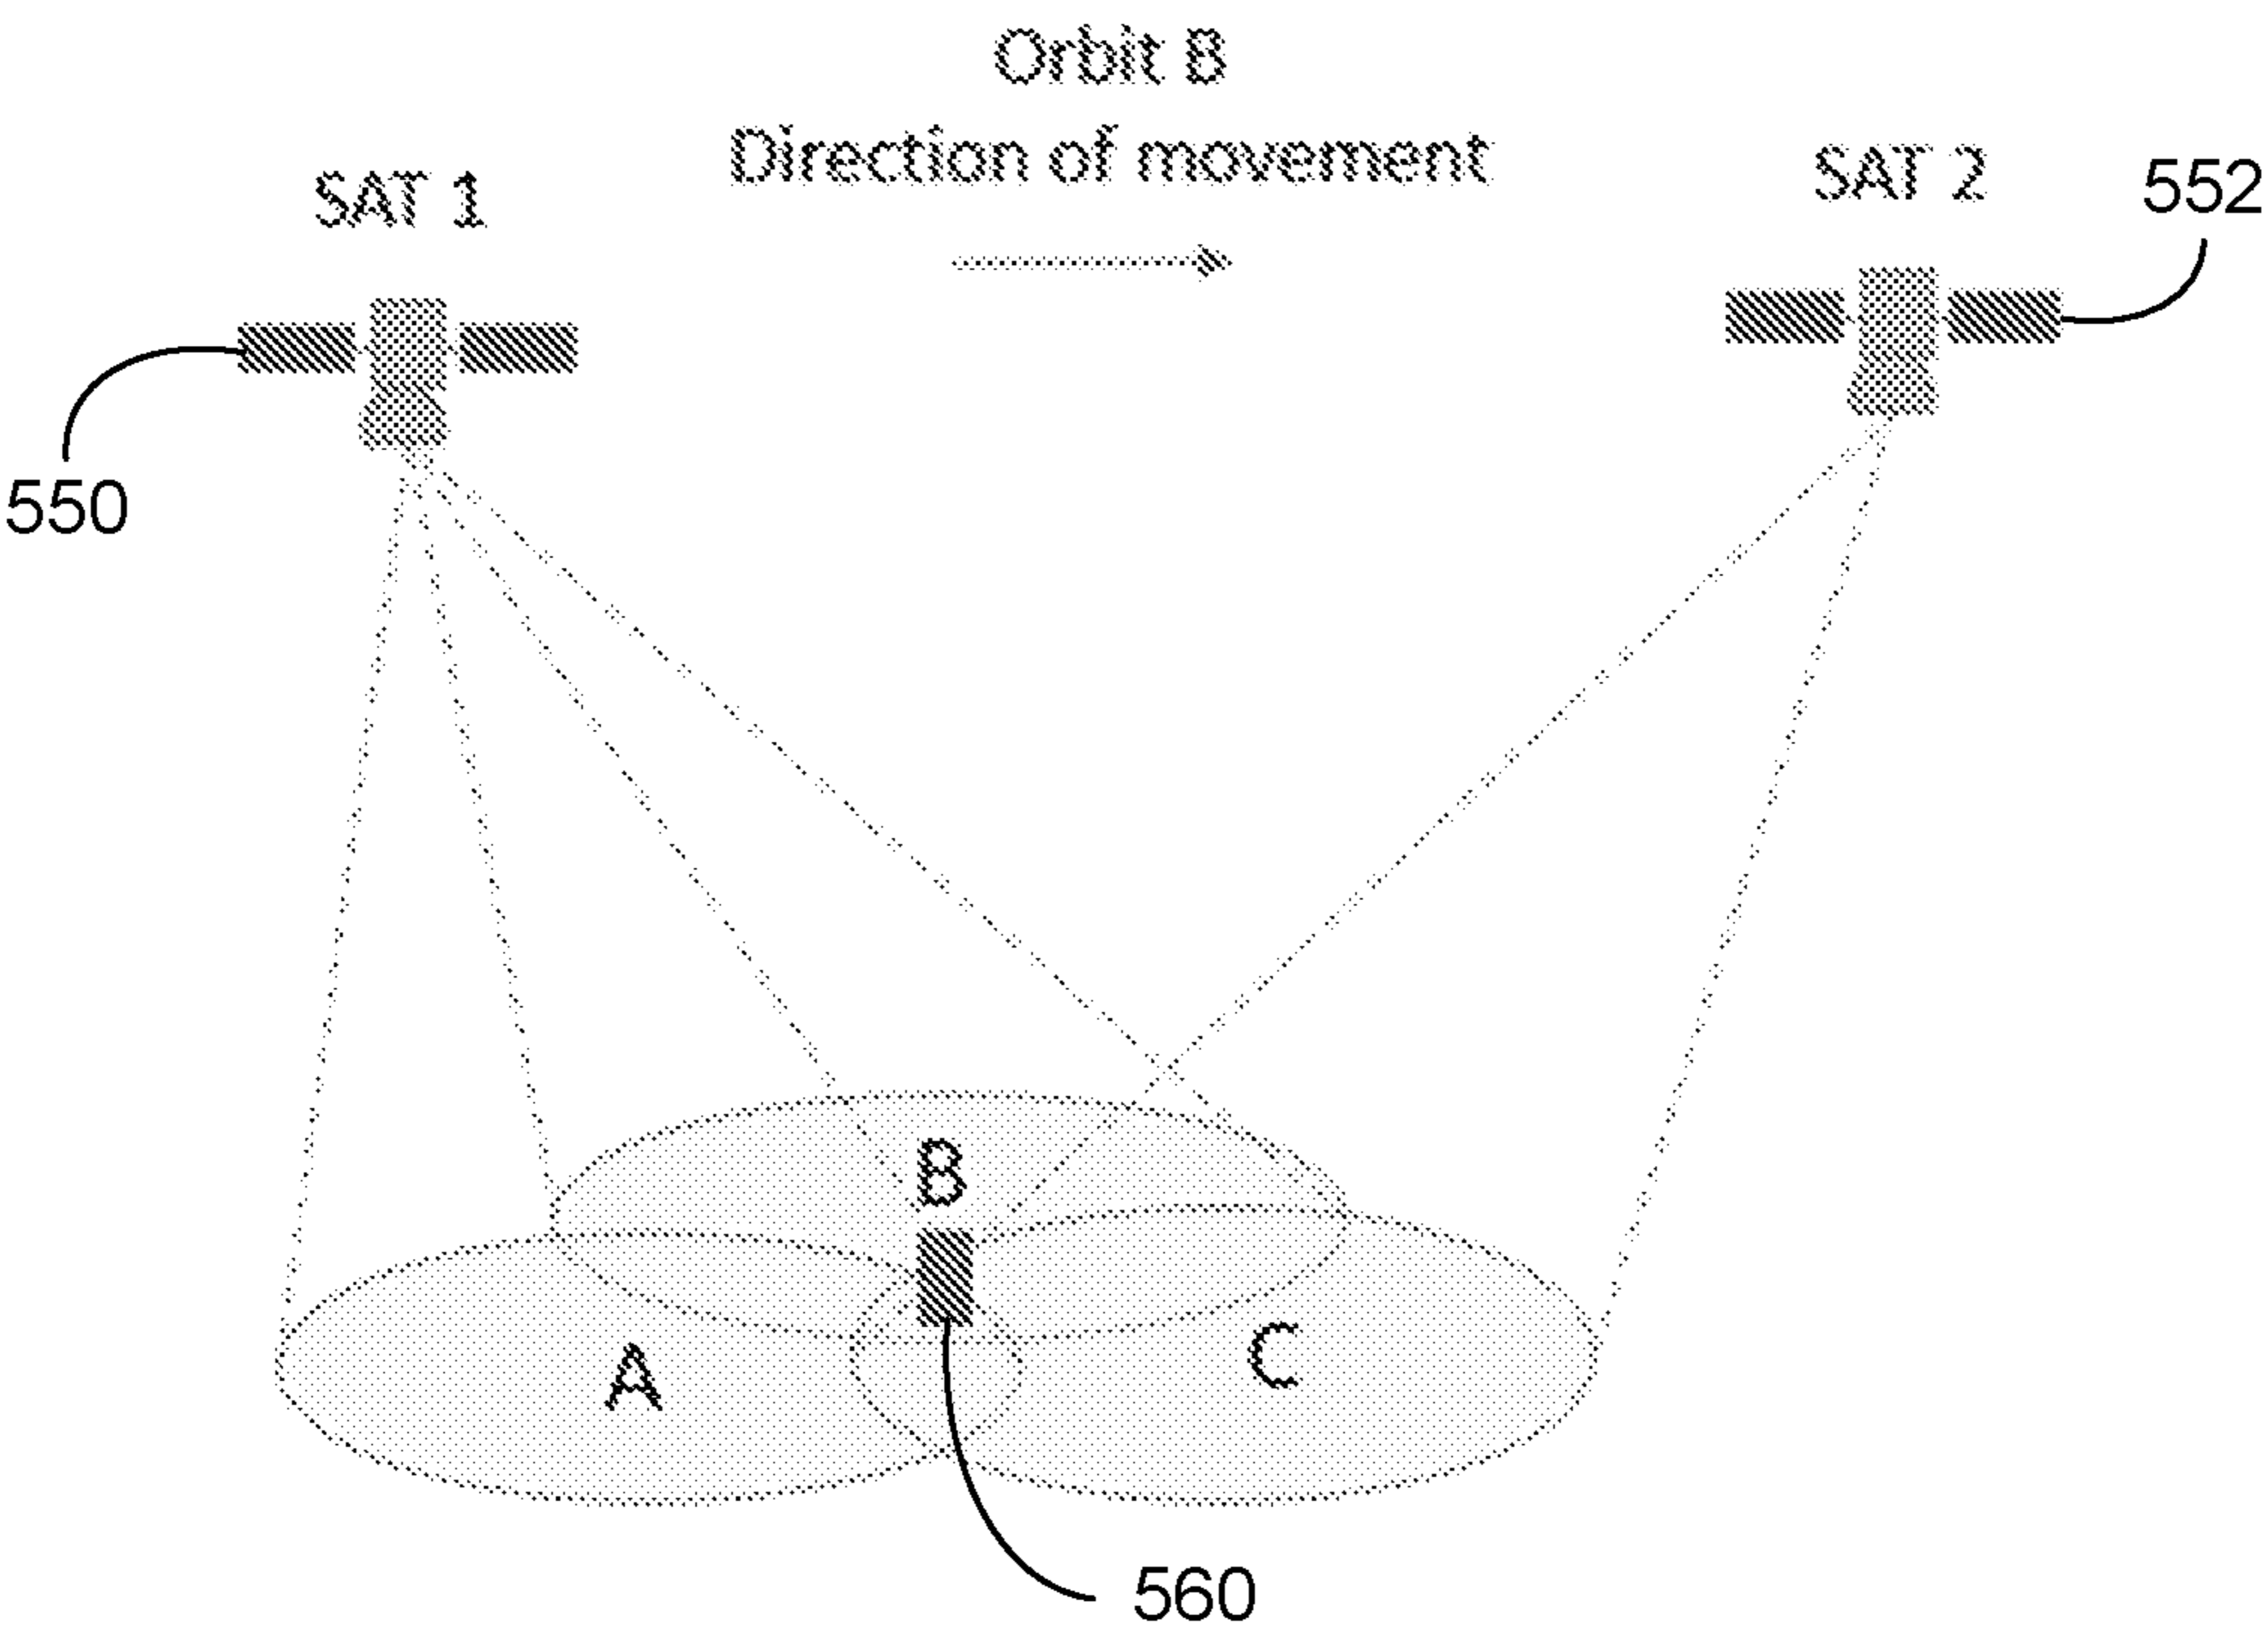 Orbit B
Direction of movement
SAT 1
SAT 2
552
550
B
A
C
560